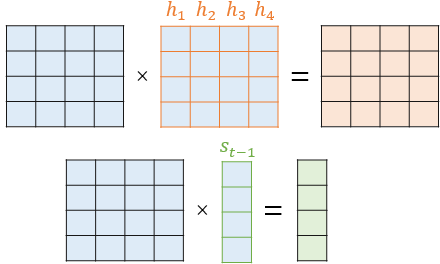 h₁ h₂ h₃ h₄
× =
sₜ₋₁
× =